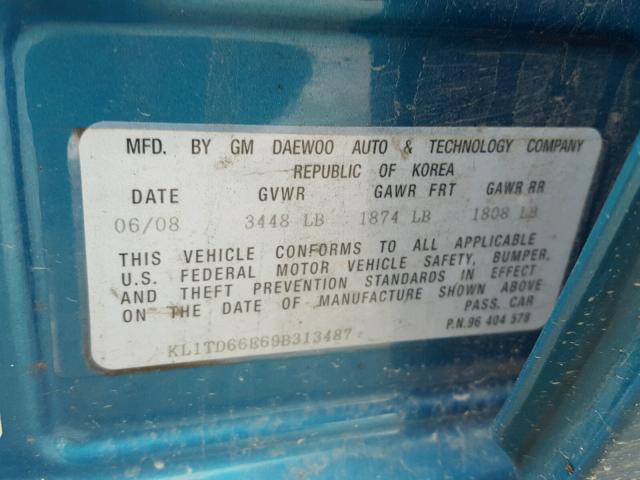 MFD. BY GM DAEWOO AUTO & TECHNOLOGY COMPANY
REPUBLIC OF KOREA
DATE GVWR GAWR FRT GAWR RR
06/08 3448 LB 1874 LB 1808 LB
THIS VEHICLE CONFORMS TO ALL APPLICABLE
U.S. FEDERAL MOTOR VEHICLE SAFETY, BUMPER,
AND THEFT PREVENTION STANDARDS IN EFFECT
ON THE DATE OF MANUFACTURE SHOWN ABOVE
PASS. CAR
P.N.96 404 578
KL1TD66E69B313487